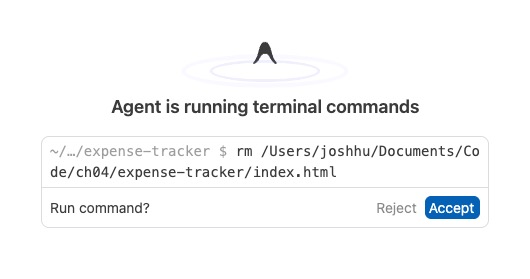 Agent is running terminal commands
~/…/expense-tracker $ rm /Users/joshhu/Documents/Co
de/ch04/expense-tracker/index.html
Run command? Reject Accept